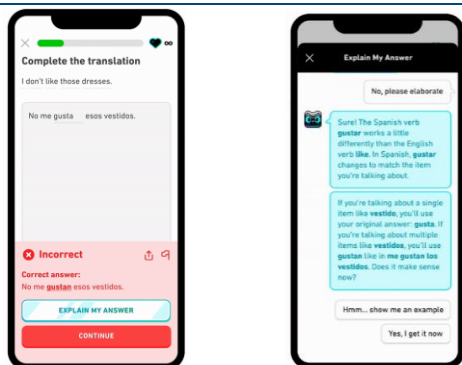 Complete the translation
I don't like those dresses.
No me gusta esos vestidos.
Incorrect
Correct answer:
No me gustan esos vestidos.
EXPLAIN MY ANSWER
CONTINUE
Explain My Answer
No, please elaborate
Sure! The Spanish verb
gustar works a little
differently than the English
verb like. In Spanish, gustar
changes to match the item
you're talking about.
If you're talking about a single
item like vestido, you'll use
your original answer: gusta. If
you're talking about multiple
items like vestidos, you'll use
gustan like in me gustan los
vestidos. Does it make sense
now?
Hmm... show me an example
Yes, I get it now